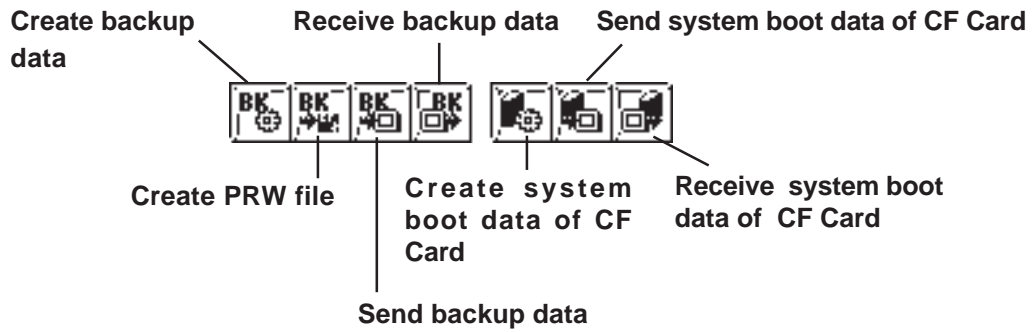 Create backup
data
Receive backup data
Send system boot data of CF Card
BK
BK
BK
BK
Create PRW file
Create system
boot data of CF
Card
Receive system boot
data of CF Card
Send backup data